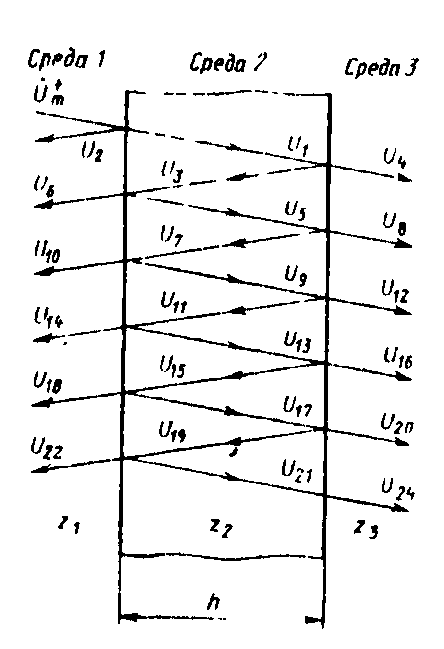 Среда 1 Среда 2 Среда 3
U̇⁺ₘ
U₂ U₁ U₄
U₆ U₃ U₅ U₈
U₁₀ U₇ U₉ U₁₂
U₁₄ U₁₁ U₁₃ U₁₆
U₁₈ U₁₅ U₁₇ U₂₀
U₂₂ U₁₉ U₂₁ U₂₄
z₁ z₂ z₃
h